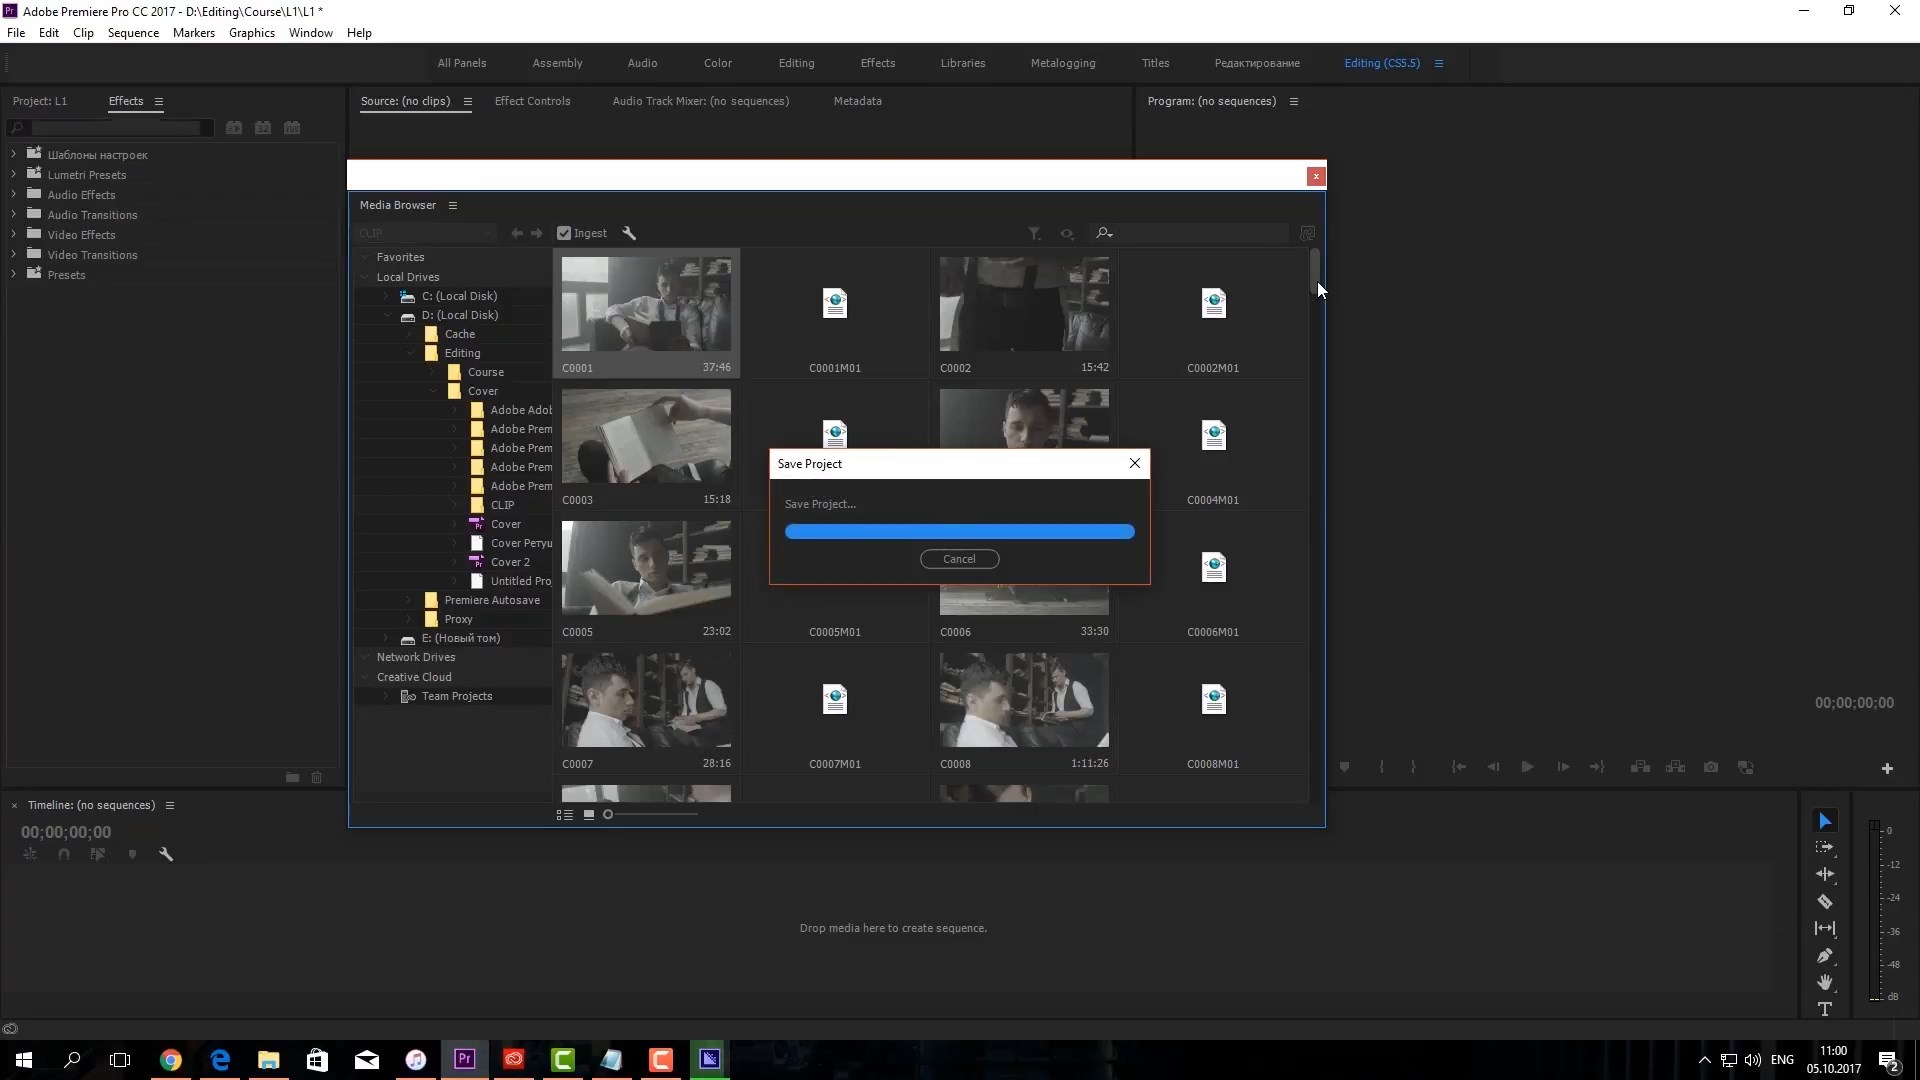 Adobe Premiere Pro CC 2017 - D:\Editing\Course\L1\L1 *
File Edit Clip Sequence Markers Graphics Window Help
All Panels Assembly Audio Color Editing Effects Libraries Metalogging Titles Редактирование Editing (CS5.5)
Project: L1 Effects
Source: (no clips) Effect Controls Audio Track Mixer: (no sequences) Metadata
Program: (no sequences)
Шаблоны настроек
Lumetri Presets
Audio Effects
Audio Transitions
Video Effects
Video Transitions
Presets
Media Browser
CLIP
Ingest
Favorites
Local Drives
C: (Local Disk)
D: (Local Disk)
Cache
Editing
Course
Cover
Adobe Adob
Adobe Prem
Adobe Prem
Adobe Prem
Adobe Prem
CLIP
Cover
Cover Ретуш
Cover 2
Untitled Pro
Premiere Autosave
Proxy
E: (Новый том)
Network Drives
Creative Cloud
Team Projects
C0001 37:46 C0001M01 C0002 15:42 C0002M01
C0003 15:18 C0004M01
C0005 23:02 C0005M01 C0006 33:30 C0006M01
C0007 28:16 C0007M01 C0008 1:11:26 C0008M01
Save Project
Save Project...
Cancel
00;00;00;00
Timeline: (no sequences)
00;00;00;00
Drop media here to create sequence.
0
-12
-24
-36
-48
dB
ENG
11:00
05.10.2017
2